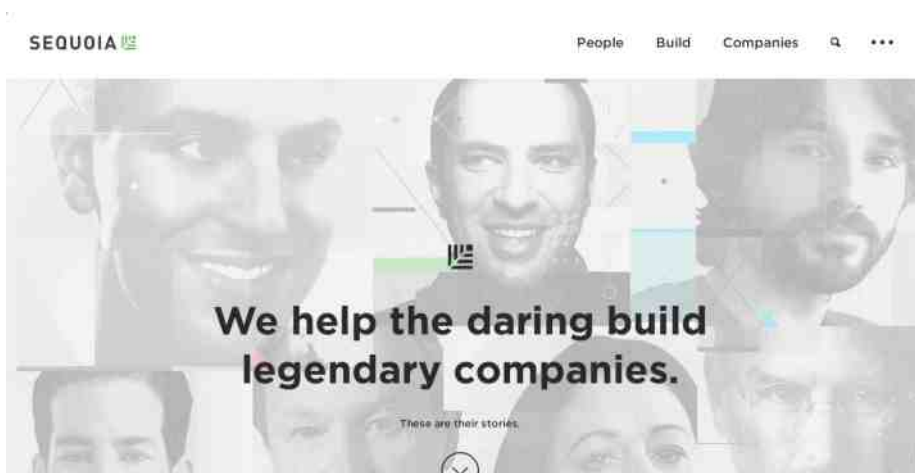 SEQUOIA
People Build Companies
We help the daring build
legendary companies.
These are their stories.